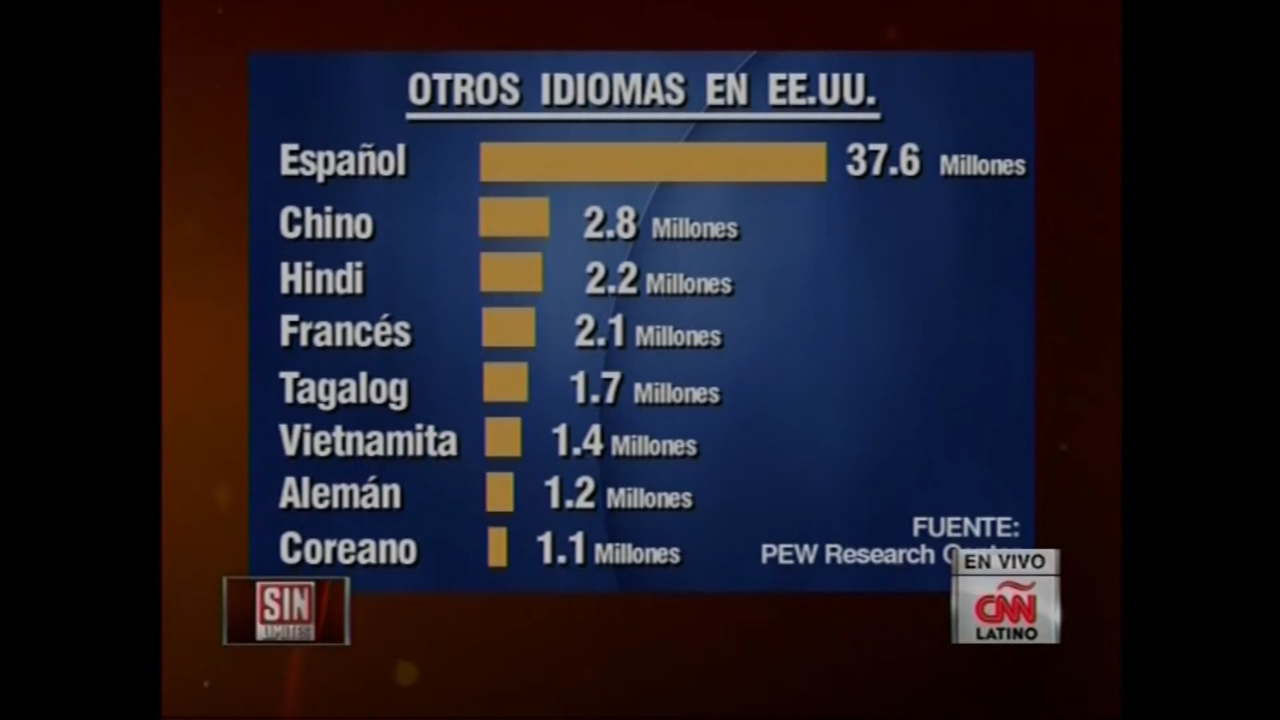 OTROS IDIOMAS EN EE.UU.
Español 37.6 Millones
Chino 2.8 Millones
Hindi 2.2 Millones
Francés 2.1 Millones
Tagalog 1.7 Millones
Vietnamita 1.4 Millones
Alemán 1.2 Millones
Coreano 1.1 Millones
FUENTE:
PEW Research
SIN
LIMITES
EN VIVO
CNN
LATINO